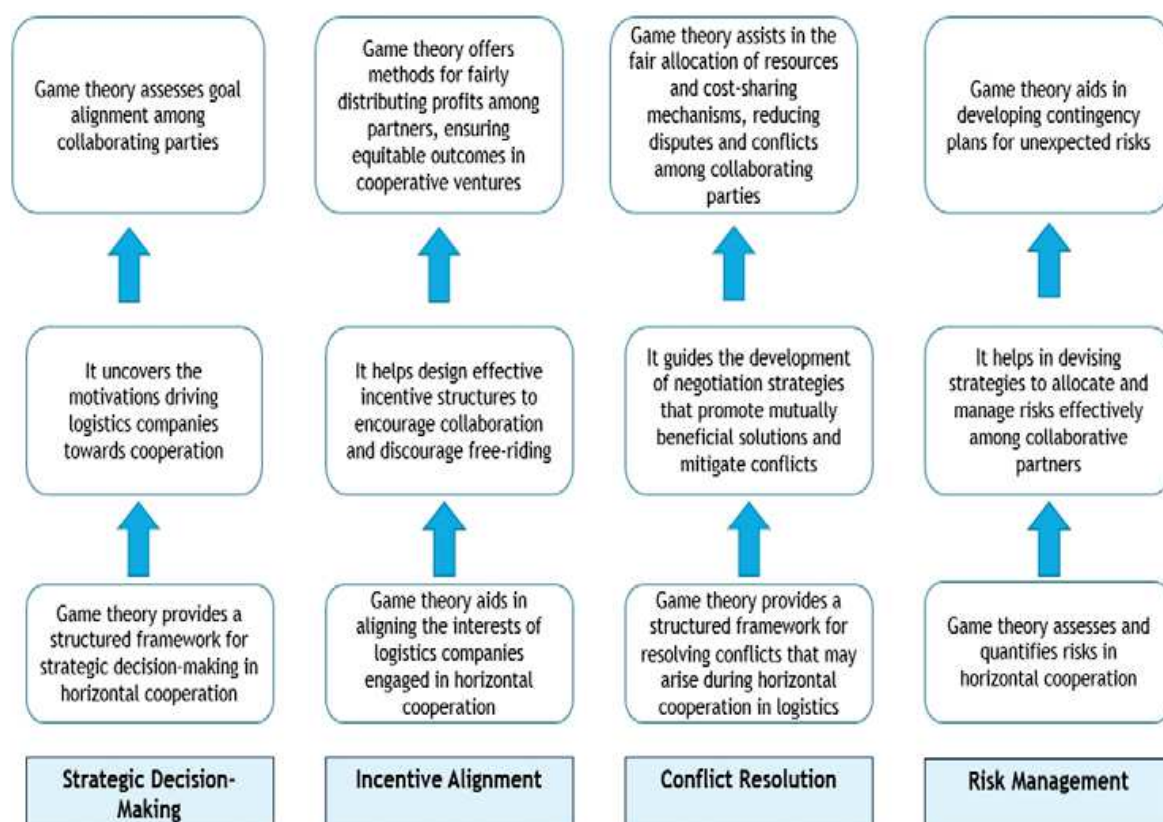 Game theory assesses goal
alignment among
collaborating parties
Game theory offers
methods for fairly
distributing profits among
partners, ensuring
equitable outcomes in
cooperative ventures
Game theory assists in the
fair allocation of resources
and cost-sharing
mechanisms, reducing
disputes and conflicts
among collaborating
parties
Game theory aids in
developing contingency
plans for unexpected risks
It uncovers the
motivations driving
logistics companies
towards cooperation
It helps design effective
incentive structures to
encourage collaboration
and discourage free-riding
It guides the development
of negotiation strategies
that promote mutually
beneficial solutions and
mitigate conflicts
It helps in devising
strategies to allocate and
manage risks effectively
among collaborative
partners
Game theory provides a
structured framework for
strategic decision-making in
horizontal cooperation
Game theory aids in
aligning the interests of
logistics companies
engaged in horizontal
cooperation
Game theory provides a
structured framework for
resolving conflicts that may
arise during horizontal
cooperation in logistics
Game theory assesses and
quantifies risks in
horizontal cooperation
Strategic Decision-
Making
Incentive Alignment
Conflict Resolution
Risk Management